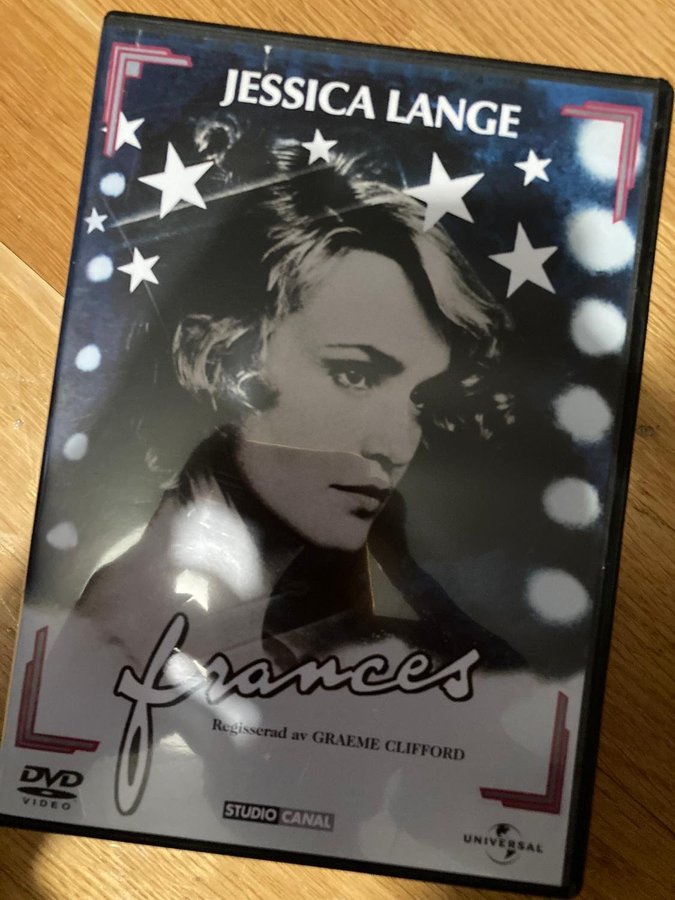 JESSICA LANGE
frances
Regisserad av GRAEME CLIFFORD
DVD
VIDEO
STUDIO CANAL
UNIVERSAL